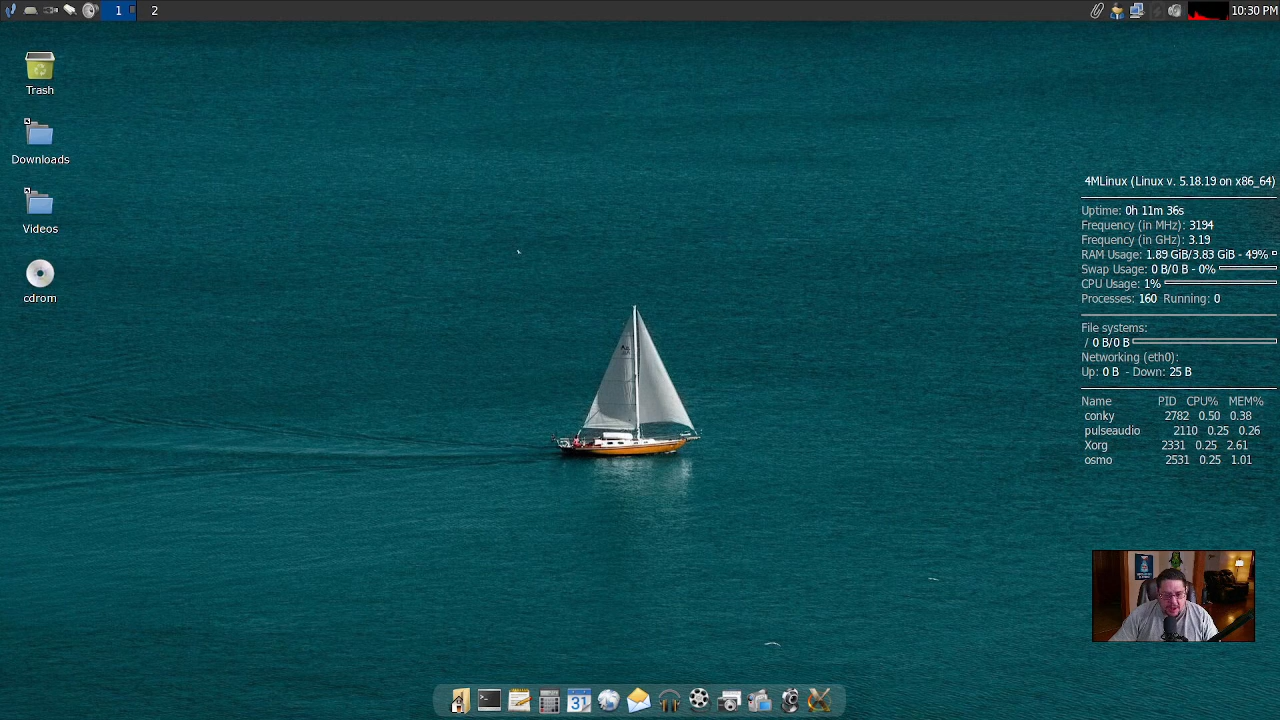 1 2 10:30 PM
Trash
Downloads
Videos
cdrom
4MLinux (Linux v. 5.18.19 on x86_64)
Uptime: 0h 11m 36s
Frequency (in MHz): 3194
Frequency (in GHz): 3.19
RAM Usage: 1.89 GiB/3.83 GiB - 49%
Swap Usage: 0 B/0 B - 0%
CPU Usage: 1%
Processes: 160 Running: 0
File systems:
/ 0 B/0 B
Networking (eth0):
Up: 0 B - Down: 25 B
Name PID CPU% MEM%
conky 2782 0.50 0.38
pulseaudio 2110 0.25 0.26
Xorg 2331 0.25 2.61
osmo 2531 0.25 1.01
31